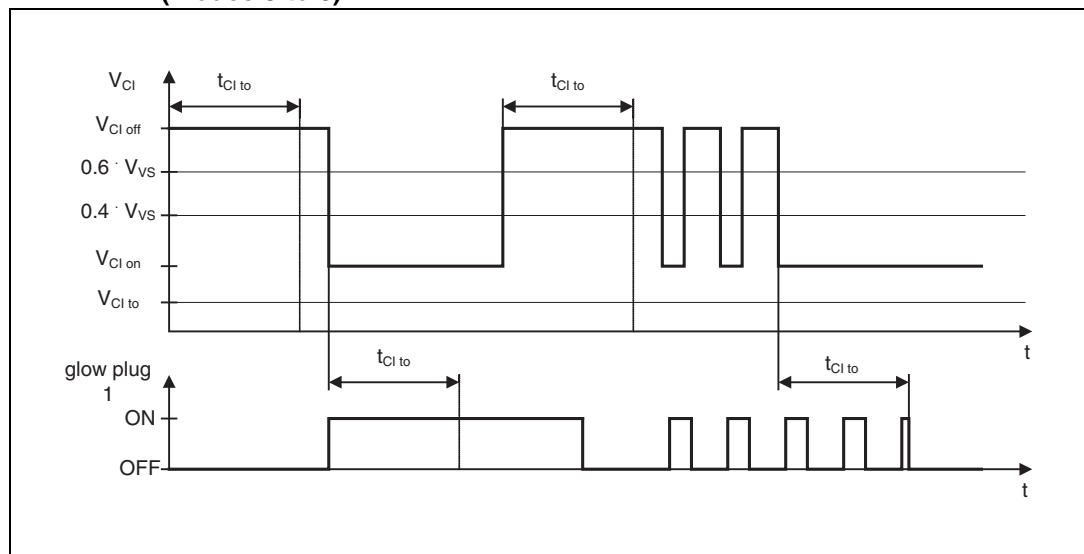 V_CI
t_CI to
t_CI to
V_CI off
0.6 · V_VS
0.4 · V_VS
V_CI on
V_CI to
t
glow plug
1
t_CI to
t_CI to
ON
OFF
t